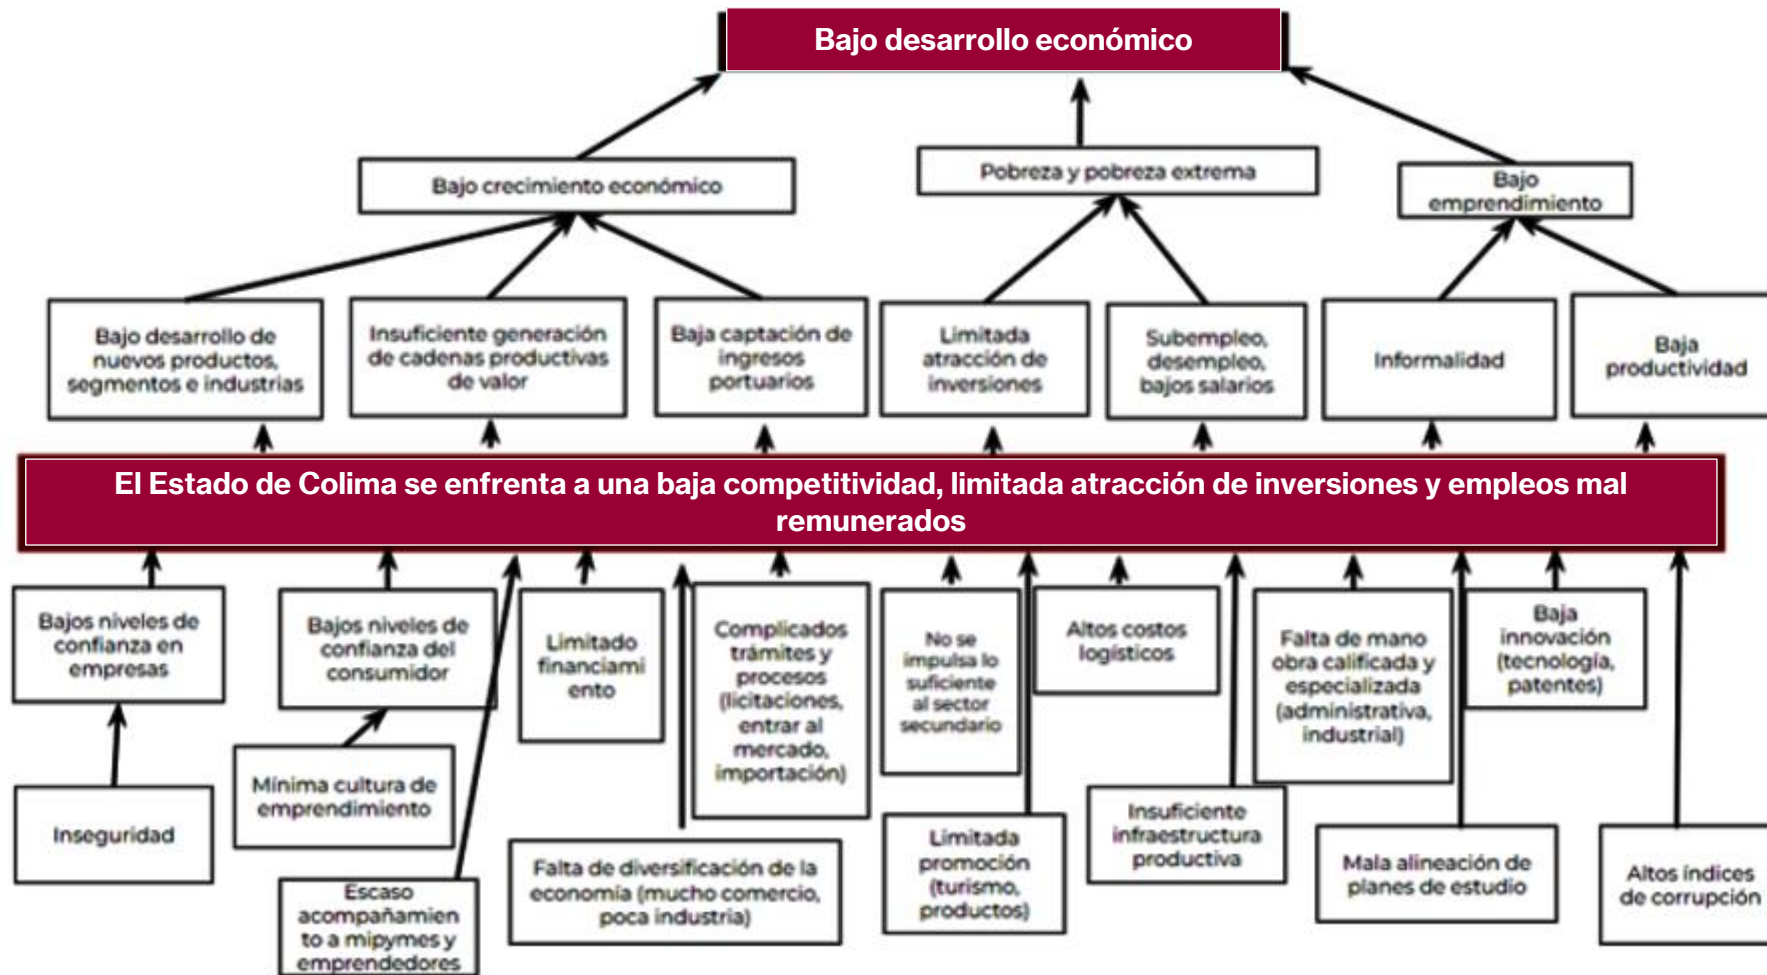 Bajo desarrollo económico
Bajo crecimiento económico
Pobreza y pobreza extrema
Bajo
emprendimiento
Bajo desarrollo de
nuevos productos,
segmentos e industrias
Insuficiente generación
de cadenas productivas
de valor
Baja captación de
ingresos
portuarios
Limitada
atracción de
inversiones
Subempleo,
desempleo,
bajos salarios
Informalidad
Baja
productividad
El Estado de Colima se enfrenta a una baja competitividad, limitada atracción de inversiones y empleos mal
remunerados
Bajos niveles de
confianza en
empresas
Bajos niveles de
confianza del
consumidor
Limitado
financiami
ento
Complicados
trámites y
procesos
(licitaciones,
entrar al
mercado,
importación)
No se
impulsa lo
suficiente
al sector
secundario
Altos costos
logísticos
Falta de mano
obra calificada y
especializada
(administrativa,
industrial)
Baja
innovación
(tecnología,
patentes)
Inseguridad
Mínima cultura de
emprendimiento
Escaso
acompañamien
to a mipymes y
emprendedores
Falta de diversificación de la
economía (mucho comercio,
poca industria)
Limitada
promoción
(turismo,
productos)
Insuficiente
infraestructura
productiva
Mala alineación de
planes de estudio
Altos índices
de corrupción